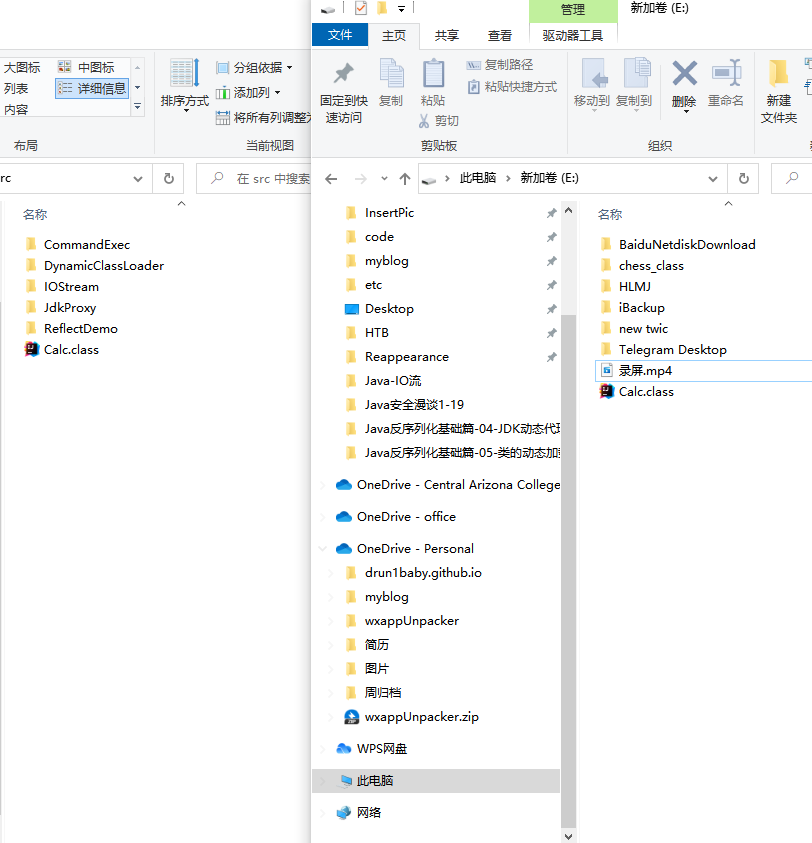 大图标
中图标
列表
详细信息
内容
布局
排序方式
分组依据
添加列
将所有列调整为
当前视图
rc
在 src 中搜索
名称
CommandExec
DynamicClassLoader
IOStream
JdkProxy
ReflectDemo
Calc.class
管理
新加卷 (E:)
文件
主页
共享
查看
驱动器工具
固定到快
速访问
复制
粘贴
复制路径
粘贴快捷方式
剪切
剪贴板
移动到
复制到
删除
重命名
组织
新建
文件夹
此电脑
新加卷 (E:)
InsertPic
code
myblog
etc
Desktop
HTB
Reappearance
Java-IO流
Java安全漫谈1-19
Java反序列化基础篇-04-JDK动态代理
Java反序列化基础篇-05-类的动态加载
OneDrive - Central Arizona College
OneDrive - office
OneDrive - Personal
drun1baby.github.io
myblog
wxappUnpacker
简历
图片
周归档
wxappUnpacker.zip
WPS网盘
此电脑
网络
名称
BaiduNetdiskDownload
chess_class
HLMJ
iBackup
new twic
Telegram Desktop
录屏.mp4
Calc.class